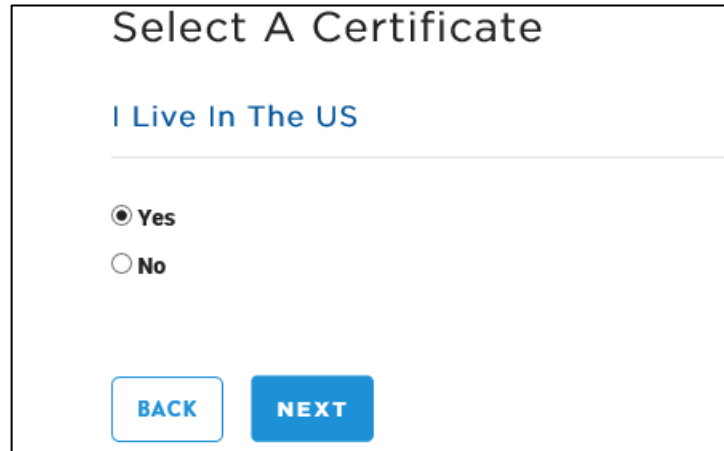 Select A Certificate
I Live In The US
Yes
No
BACK NEXT